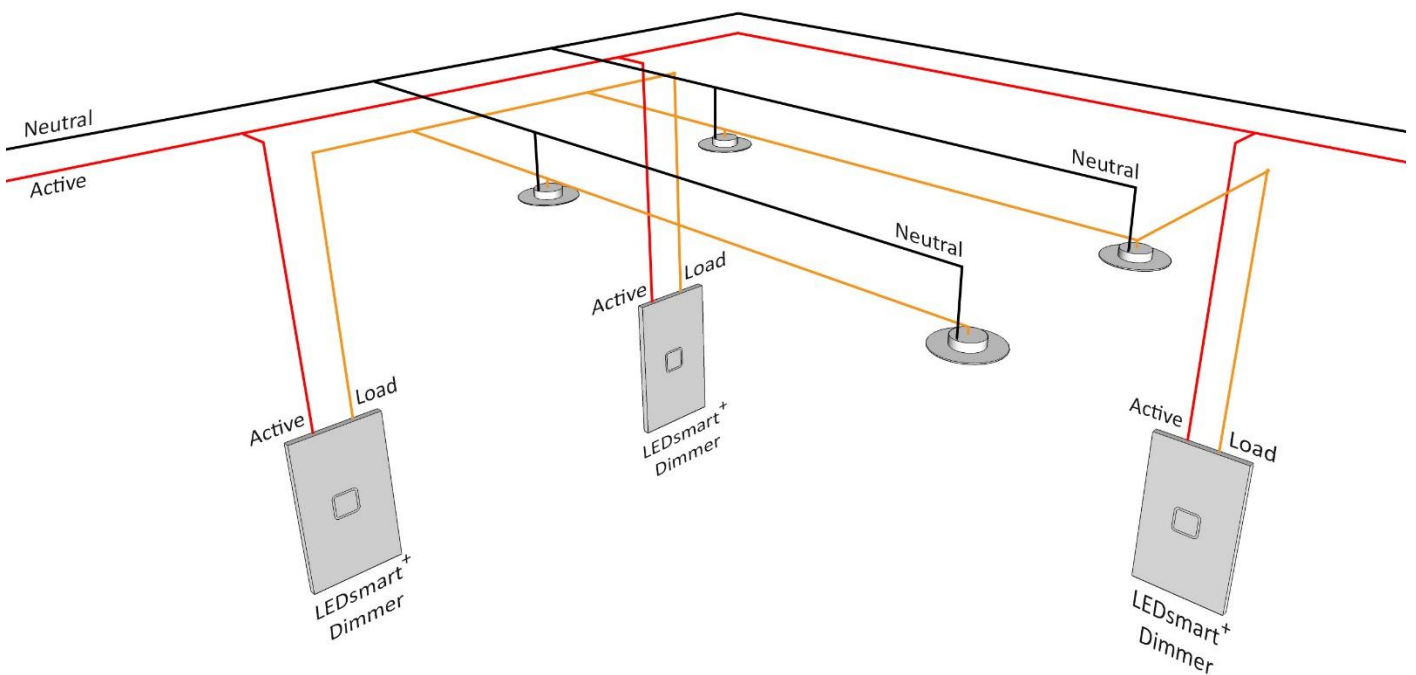 Neutral
Active
Neutral
Neutral
Active
Load
Active
Load
LEDsmart+
Dimmer
Active
Load
LEDsmart+
Dimmer
LEDsmart+
Dimmer